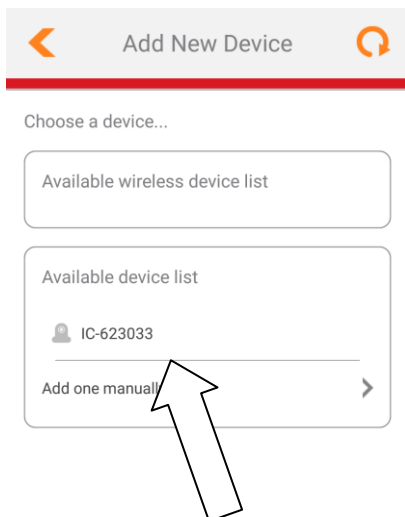 Add New Device
Choose a device...
Available wireless device list
Available device list
IC-623033
Add one manuall